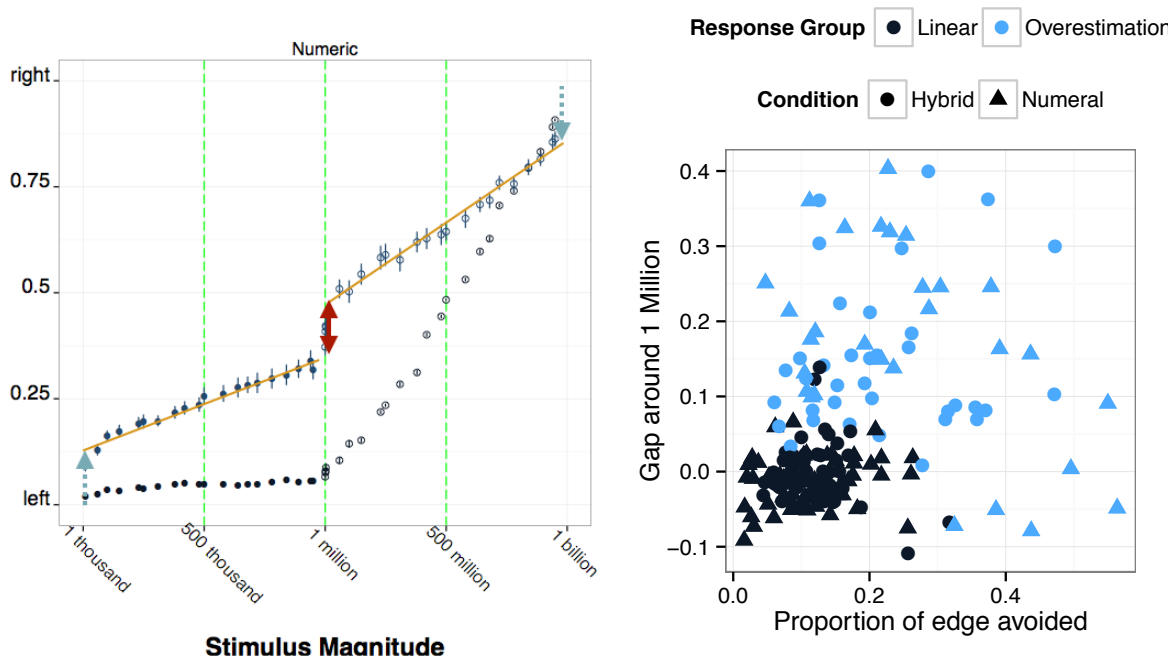 Numeric
right
0.75
0.5
0.25
left
1 thousand
500 thousand
1 million
500 million
1 billion
Stimulus Magnitude
Response Group Linear Overestimation
Condition Hybrid Numeral
Gap around 1 Million
0.4
0.3
0.2
0.1
0.0
−0.1
0.0 0.2 0.4
Proportion of edge avoided